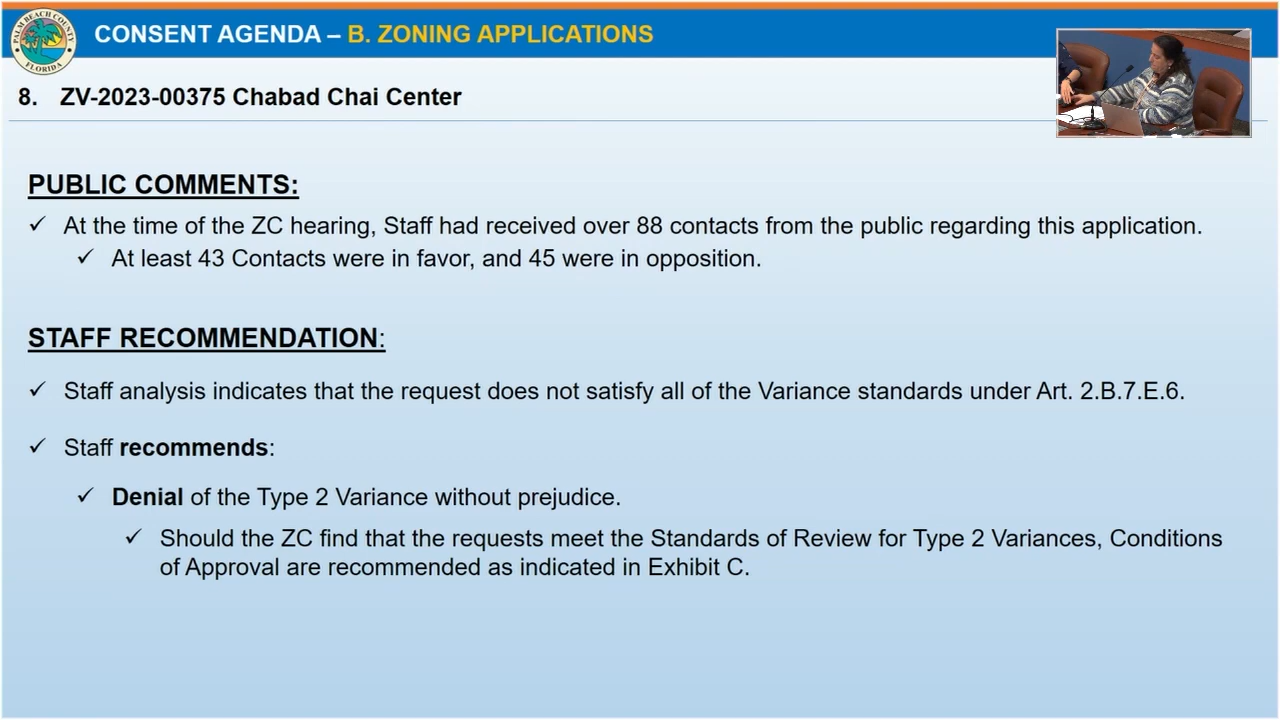 PALM BEACH COUNTY
FLORIDA
CONSENT AGENDA – B. ZONING APPLICATIONS
8. ZV-2023-00375 Chabad Chai Center
PUBLIC COMMENTS:
✓ At the time of the ZC hearing, Staff had received over 88 contacts from the public regarding this application.
✓ At least 43 Contacts were in favor, and 45 were in opposition.
STAFF RECOMMENDATION:
✓ Staff analysis indicates that the request does not satisfy all of the Variance standards under Art. 2.B.7.E.6.
✓ Staff recommends:
✓ Denial of the Type 2 Variance without prejudice.
✓ Should the ZC find that the requests meet the Standards of Review for Type 2 Variances, Conditions
of Approval are recommended as indicated in Exhibit C.